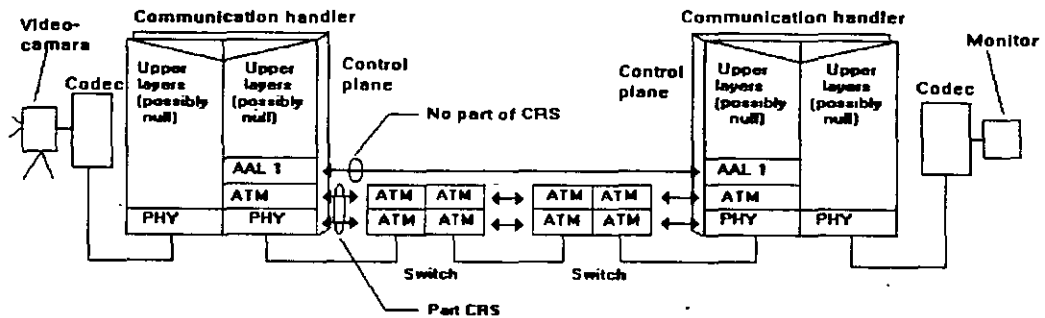 Communication handler
Video-
camara
Codec
Upper
layers
(possibly
null)
Upper
layers
(possibly
null)
AAL 1
ATM
PHY
PHY
Control
plane
No part of CRS
ATM
ATM
ATM
ATM
Switch
ATM
ATM
ATM
ATM
Switch
Part CRS
Communication handler
Control
plane
Upper
layers
(possibly
null)
Upper
layers
(possibly
null)
AAL 1
ATM
PHY
PHY
Codec
Monitor